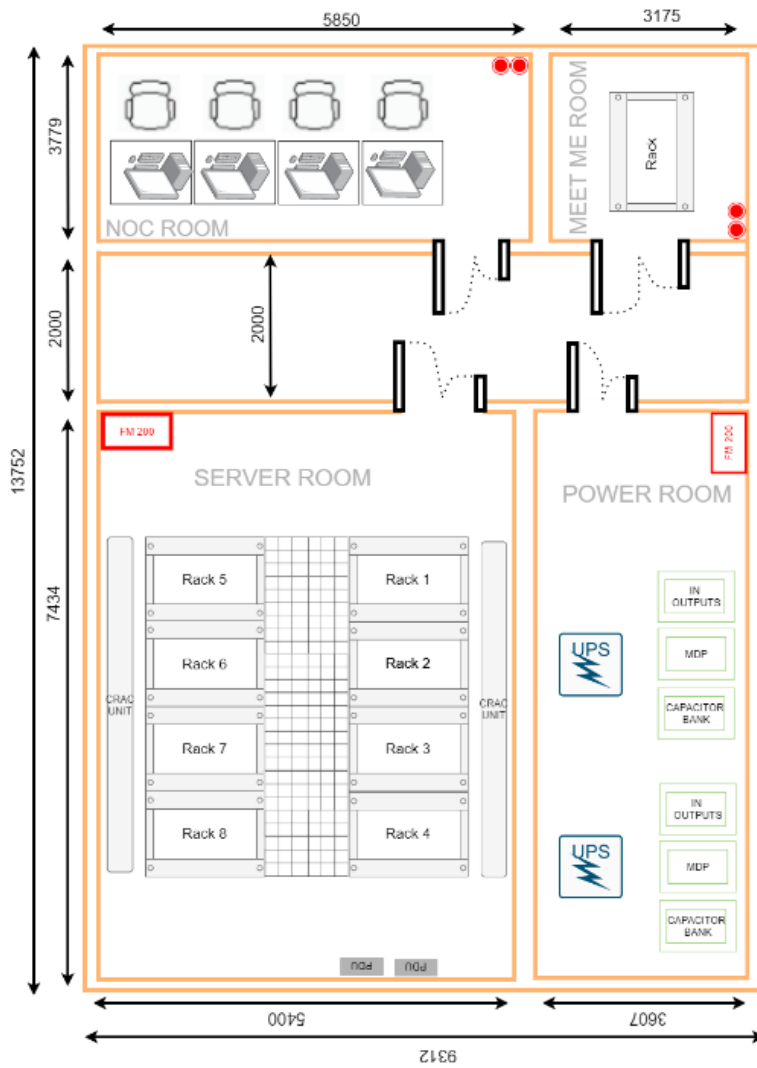 5850
3175
13752
3779
2000
7434
2000
NOC ROOM
MEET ME ROOM
Rack
FM 200
SERVER ROOM
FM 200
POWER ROOM
CRAC
UNIT
Rack 5
Rack 1
Rack 6
Rack 2
Rack 7
Rack 3
Rack 8
Rack 4
CRAC
UNIT
UPS
IN
OUTPUTS
MDP
CAPACITOR
BANK
UPS
IN
OUTPUTS
MDP
CAPACITOR
BANK
PDU
PDU
5400
3607
9312